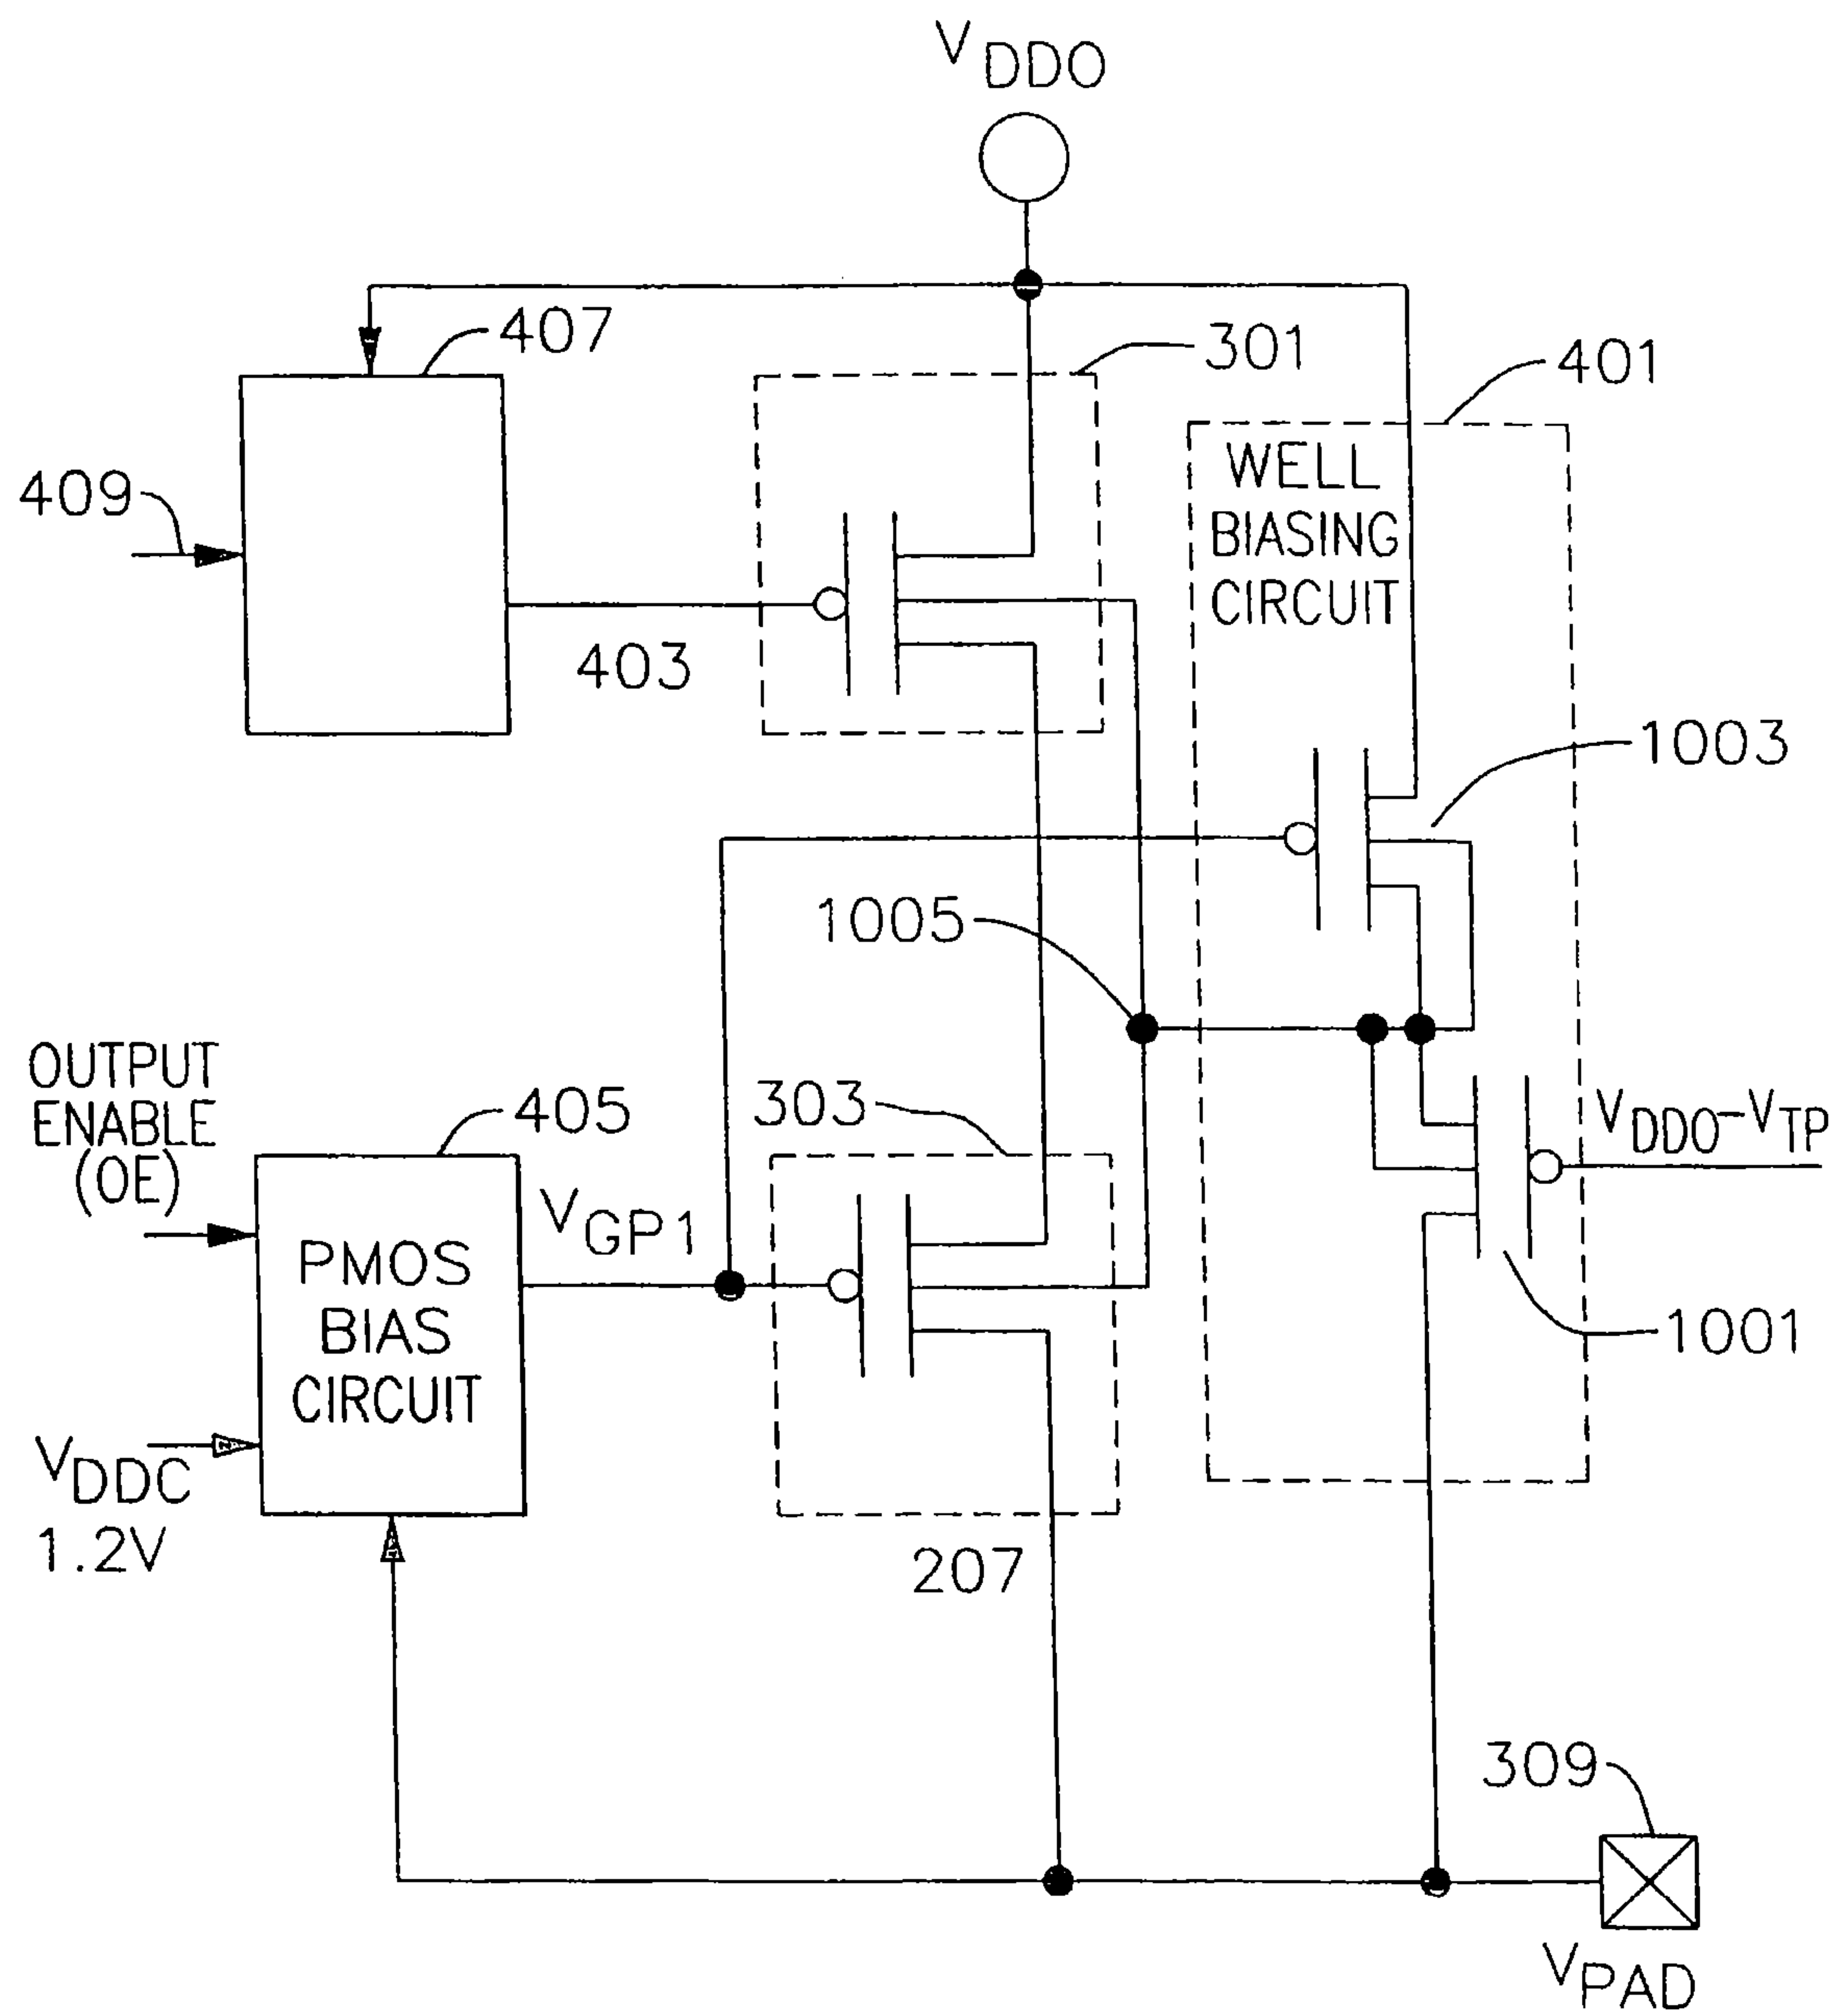 VDDO
407
301
401
409
WELL
BIASING
CIRCUIT
403
1003
1005
OUTPUT
ENABLE
(OE)
405
303
VDDO-VTP
VGP1
PMOS
BIAS
CIRCUIT
1001
VDDC
1.2V
207
309
VPAD